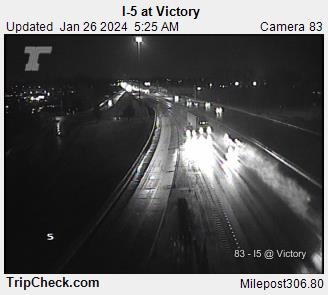 I-5 at Victory
Updated Jan 26 2024 5:25 AM Camera 83
T
S
83 - I5 @ Victory
TripCheck.com Milepost306.80